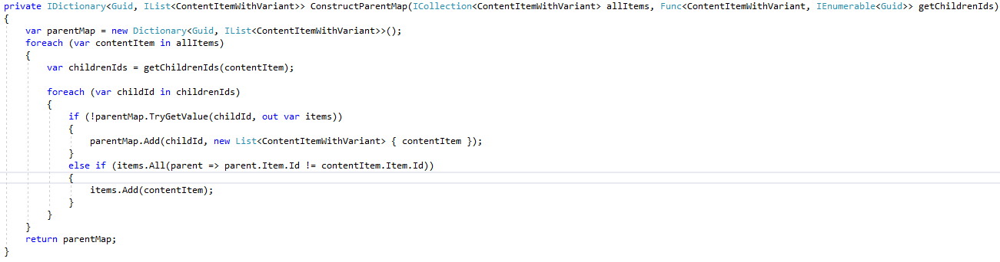 private IDictionary<Guid, IList<ContentItemWithVariant>> ConstructParentMap(ICollection<ContentItemWithVariant> allItems, Func<ContentItemWithVariant, IEnumerable<Guid>> getChildrenIds)
{
    var parentMap = new Dictionary<Guid, IList<ContentItemWithVariant>>();
    foreach (var contentItem in allItems)
    {
        var childrenIds = getChildrenIds(contentItem);

        foreach (var childId in childrenIds)
        {
            if (!parentMap.TryGetValue(childId, out var items))
            {
                parentMap.Add(childId, new List<ContentItemWithVariant> { contentItem });
            }
            else if (items.All(parent => parent.Item.Id != contentItem.Item.Id))
            {
                items.Add(contentItem);
            }
        }
    }
    return parentMap;
}